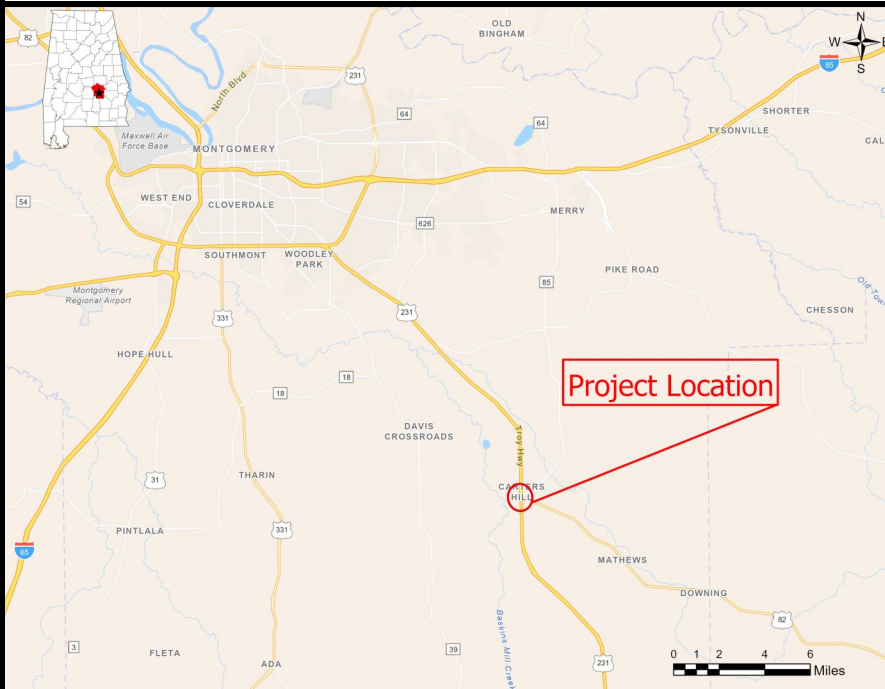 OLD
BINGHAM
N
W
E
S
82
231
85
North Blvd
SHORTER
64
64
TYSONVILLE
Maxwell Air
Force Base
MONTGOMERY
CAL
WEST END
CLOVERDALE
54
MERRY
626
SOUTHMONT
WOODLEY
PARK
PIKE ROAD
85
Montgomery
Regional Airport
CHESSON
331
231
HOPE HULL
18
18
Project Location
DAVIS
CROSSROADS
Troy Hwy
THARIN
31
CARTERS
HILL
PINTLALA
331
65
MATHEWS
DOWNING
82
Baskins Mill Creek
3
FLETA
39
ADA
231
0 1 2 4 6
Miles